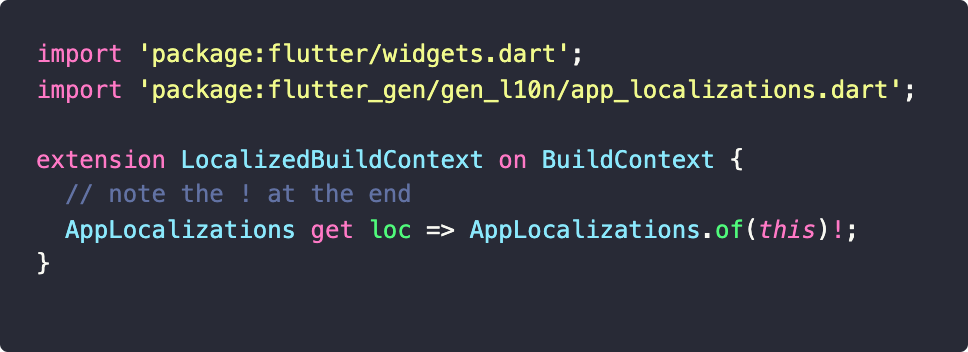 import 'package:flutter/widgets.dart';
import 'package:flutter_gen/gen_l10n/app_localizations.dart';
extension LocalizedBuildContext on BuildContext {
// note the ! at the end
AppLocalizations get loc => AppLocalizations.of(this)!;
}